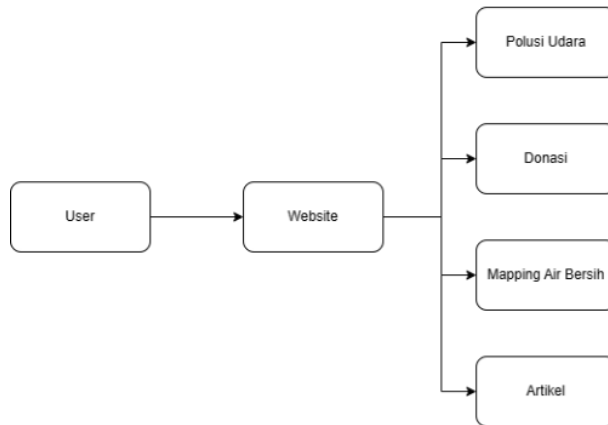 Polusi Udara
Donasi
User
Website
Mapping Air Bersih
Artikel